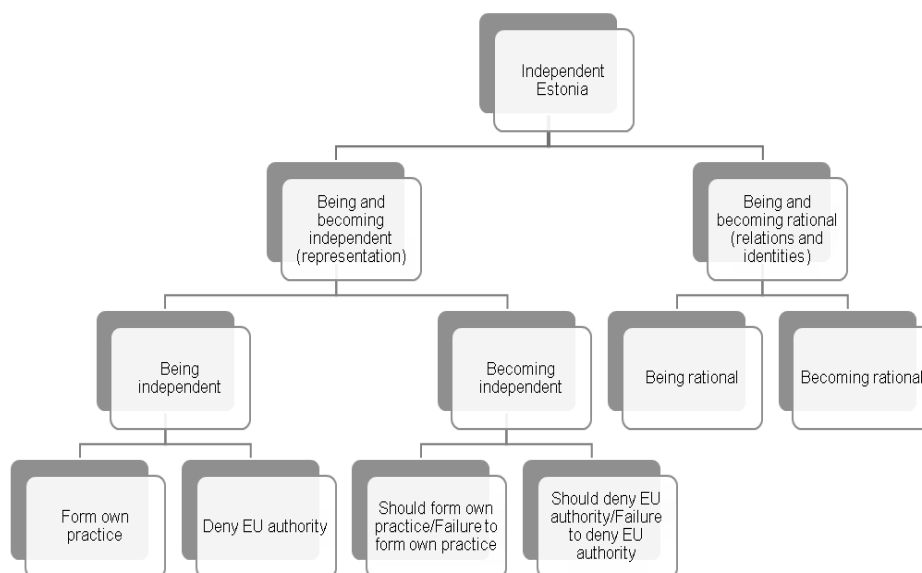 Independent
Estonia
Being and
becoming
independent
(representation)
Being and
becoming rational
(relations and
identities)
Being
independent
Becoming
independent
Being rational
Becoming rational
Form own
practice
Deny EU authority
Should form own
practice/Failure to
form own practice
Should deny EU
authority/Failure
to deny EU
authority